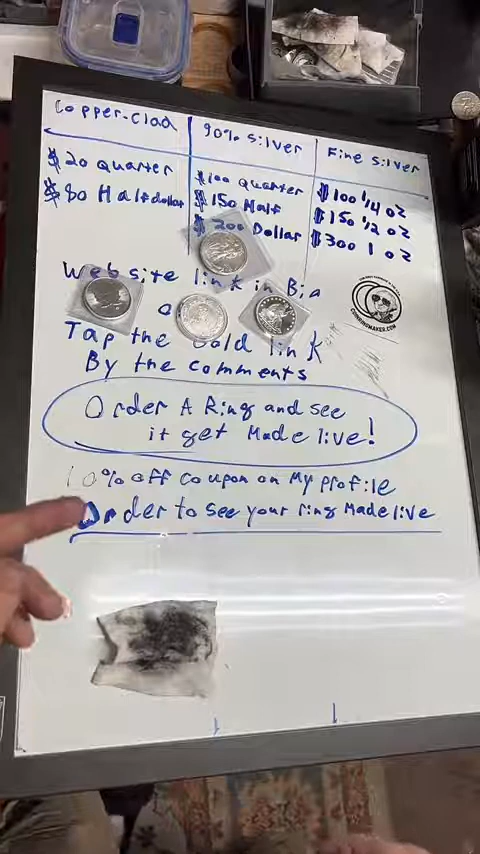 Copper-Clad
90% Silver
Fine Silver
$20 Quarter
$80 Half dollar
$100 Quarter
$150 Half
$200 Dollar
$100 1/4 oz
$150 1/2 oz
$300 1 oz
Website link in Bio
Tap the Gold link
By the comments
Order A Ring and see
it get Made live!
10% off coupon on My profile
Order to see your ring Made live
COINRINGMAKER.COM